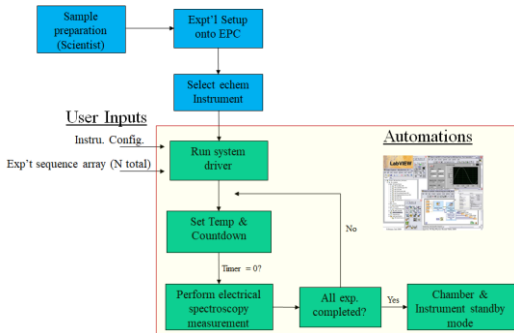 Sample
preparation
(Scientist)
Expt'l Setup
onto EPC
Select echem
Instrument
User Inputs
Instru. Config.
Exp't sequence array (N total)
Automations
LabVIEW
Run system
driver
Set Temp &
Countdown
No
Timer = 0?
Perform electrical
spectroscopy
measurement
All exp.
completed?
Yes
Chamber &
Instrument standby
mode